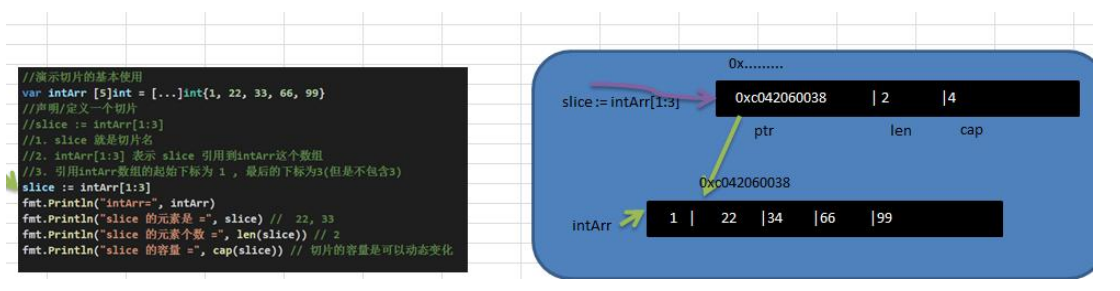 //演示切片的基本使用
var intArr [5]int = [...]int{1, 22, 33, 66, 99}
//声明/定义一个切片
//slice := intArr[1:3]
//1. slice 就是切片名
//2. intArr[1:3] 表示 slice 引用到intArr这个数组
//3. 引用intArr数组的起始下标为 1 , 最后的下标为3(但是不包含3)
slice := intArr[1:3]
fmt.Println("intArr=", intArr)
fmt.Println("slice 的元素是 =", slice) //  22, 33
fmt.Println("slice 的元素个数 =", len(slice)) // 2
fmt.Println("slice 的容量 =", cap(slice)) // 切片的容量是可以动态变化
0x.........
slice := intArr[1:3] 0xc042060038 | 2 |4
ptr len cap
0xc042060038
intArr 1 | 22 |34 |66 |99